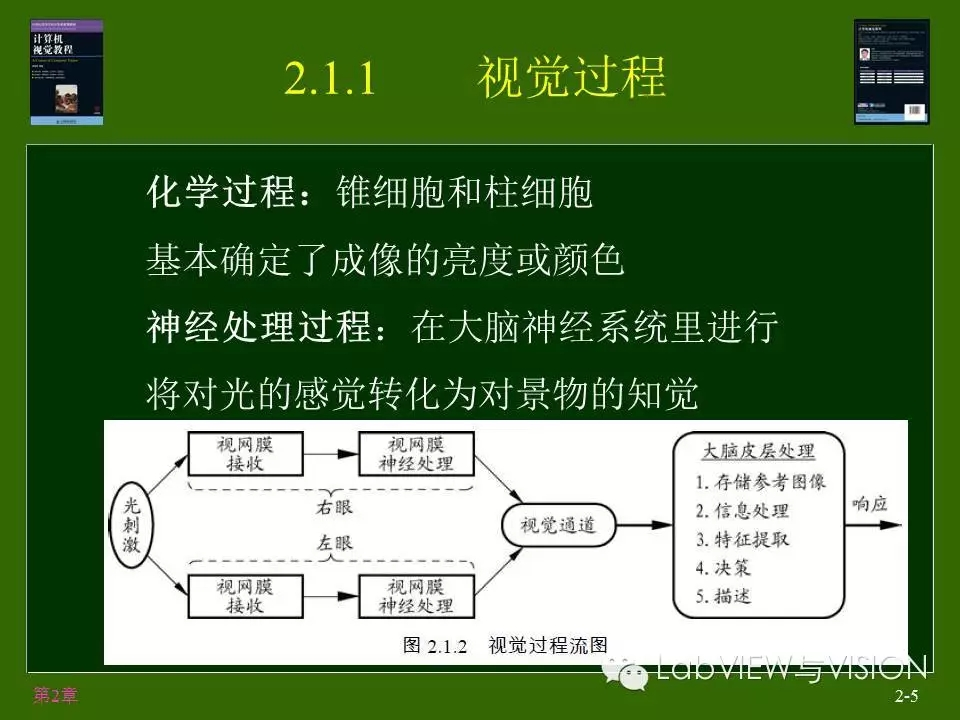 计算机
视觉教程
2.1.1 视觉过程
化学过程：锥细胞和柱细胞
基本确定了成像的亮度或颜色
神经处理过程：在大脑神经系统里进行
将对光的感觉转化为对景物的知觉
光刺激
视网膜
接收
视网膜
神经处理
右眼
左眼
视网膜
接收
视网膜
神经处理
视觉通道
大脑皮层处理
1. 存储参考图像
2. 信息处理
3. 特征提取
4. 决策
5. 描述
响应
图 2.1.2 视觉过程流图
LabVIEW与VISION
第2章
2-5